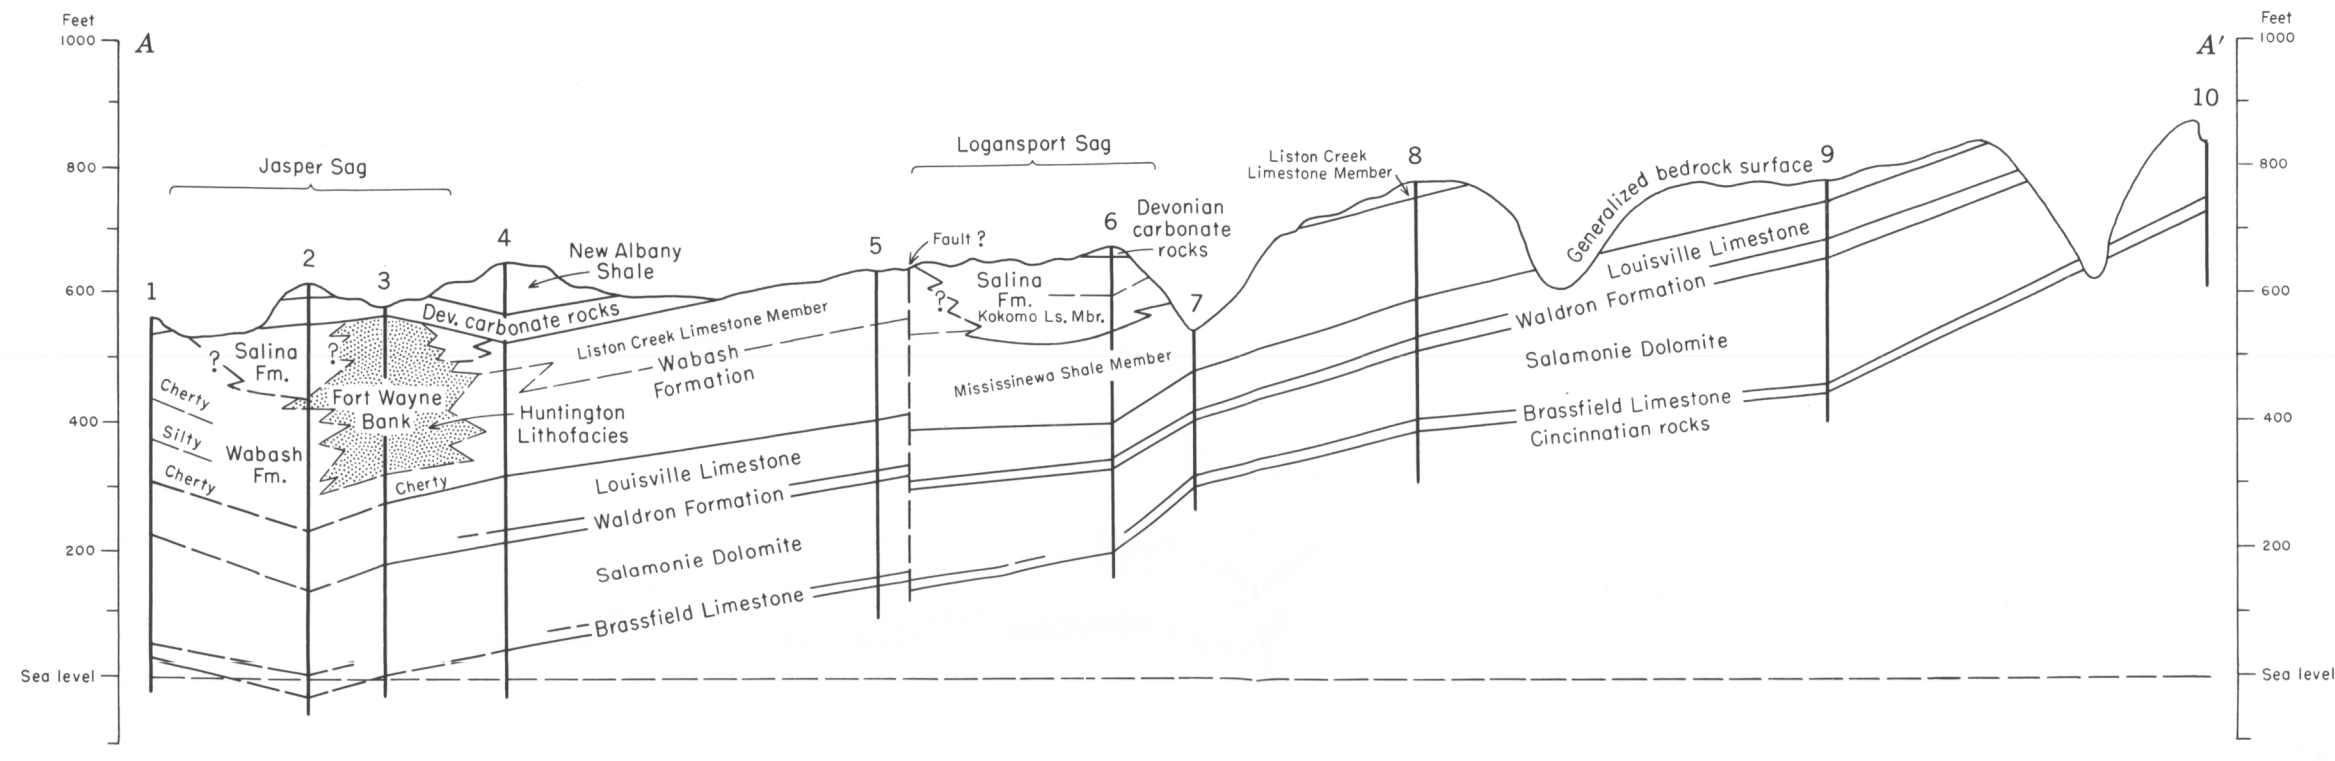 Feet
1000
800
600
400
200
Sea level
A
Jasper Sag
1
2
3
4
5
6
7
8
9
10
New Albany
Shale
Dev. carbonate rocks
Salina
Fm.
?
?
Cherty
Silty
Cherty
Wabash
Fm.
Fort Wayne
Bank
Cherty
Huntington
Lithofacies
Liston Creek Limestone Member
Wabash
Formation
Louisville Limestone
Waldron Formation
Salamonie Dolomite
Brassfield Limestone
Logansport Sag
Fault ?
Devonian
carbonate
rocks
Salina
Fm.
?
Kokomo Ls. Mbr.
Mississinewa Shale Member
Liston Creek
Limestone Member
Generalized bedrock surface
Louisville Limestone
Waldron Formation
Salamonie Dolomite
Brassfield Limestone
Cincinnatian rocks
Feet
1000
A'
800
600
400
200
Sea level